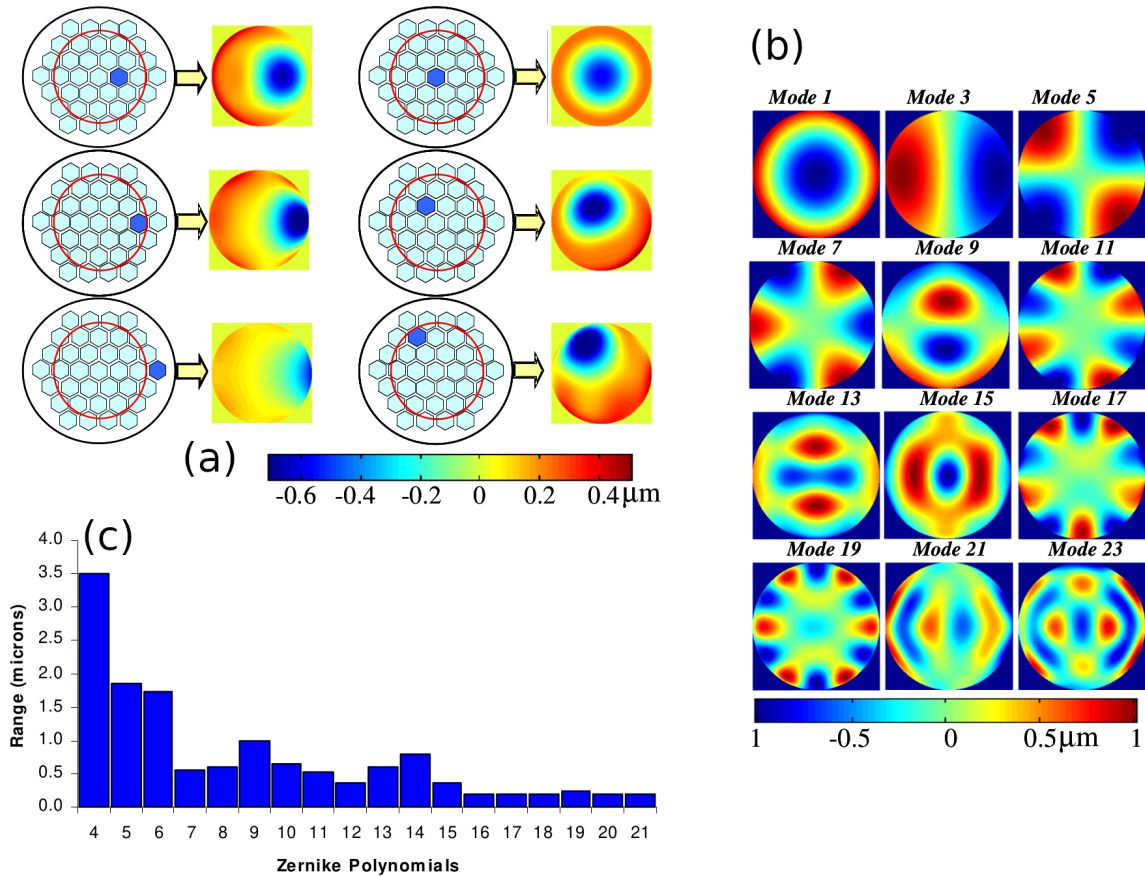 (a)
-0.6 -0.4 -0.2 0 0.2 0.4 μm
(b)
Mode 1 Mode 3 Mode 5
Mode 7 Mode 9 Mode 11
Mode 13 Mode 15 Mode 17
Mode 19 Mode 21 Mode 23
1 -0.5 0 0.5μm 1
(c)
Range (microns)
4.0
3.5
3.0
2.5
2.0
1.5
1.0
0.5
0.0
4 5 6 7 8 9 10 11 12 13 14 15 16 17 18 19 20 21
Zernike Polynomials